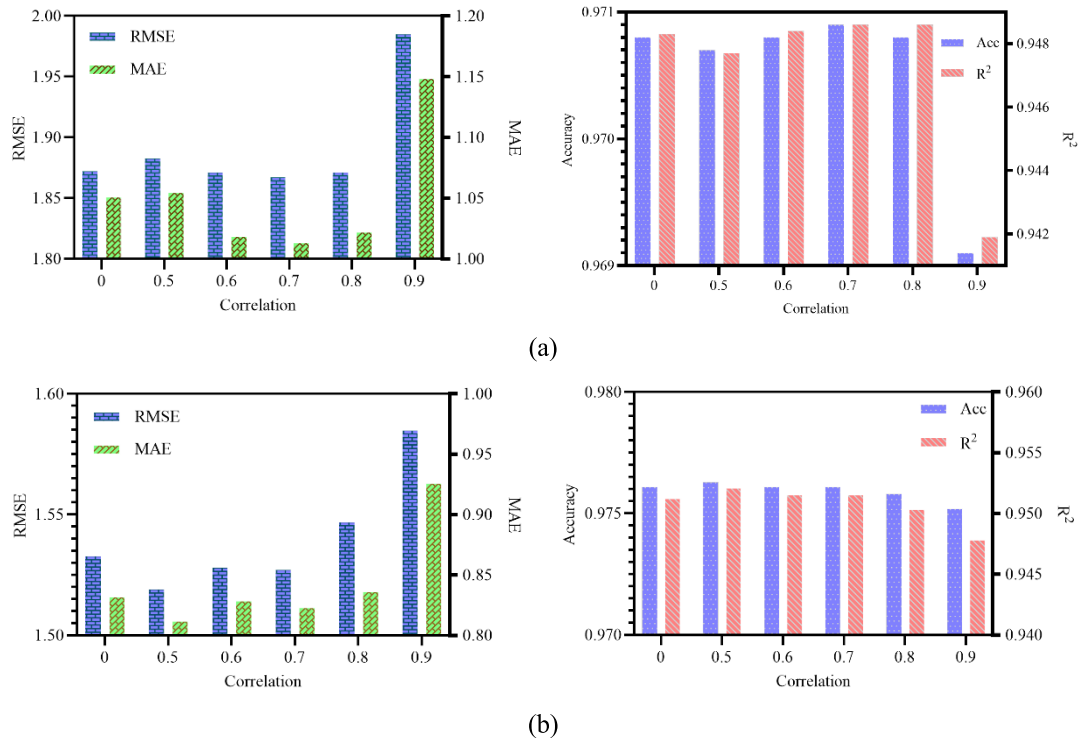 2.00
1.95
1.90
1.85
1.80
RMSE
RMSE
MAE
1.20
1.15
1.10
1.05
1.00
MAE
0 0.5 0.6 0.7 0.8 0.9
Correlation
0.971
0.970
0.969
Accuracy
Acc
R²
0.948
0.946
0.944
0.942
R²
0 0.5 0.6 0.7 0.8 0.9
Correlation
(a)
1.60
1.55
1.50
RMSE
RMSE
MAE
1.00
0.95
0.90
0.85
0.80
MAE
0 0.5 0.6 0.7 0.8 0.9
Correlation
0.980
0.975
0.970
Accuracy
Acc
R²
0.960
0.955
0.950
0.945
0.940
R²
0 0.5 0.6 0.7 0.8 0.9
Correlation
(b)